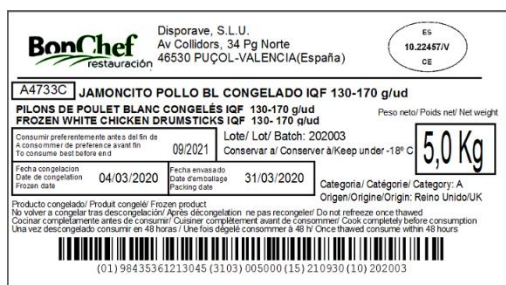 BonChef
restauración
Disporave, S.L.U.
Av Collidors, 34 Pg Norte
46530 PUÇOL-VALENCIA(España)
ES
10.22457/V
CE
A4733C JAMONCITO POLLO BL CONGELADO IQF 130-170 g/ud
PILONS DE POULET BLANC CONGELÉS IQF 130-170 g/ud
FROZEN WHITE CHICKEN DRUMSTICKS IQF 130-170 g/ud
Peso neto/ Poids net/ Net weight
5,0 Kg
Consumir preferentemente antes del fin de
A consommer de preference avant fin
To consume best before end
09/2021
Lote/ Lot/ Batch: 202003
Conservar a/ Conserver à/Keep under -18º C
Fecha congelacion
Date de congelation
Frozen date
04/03/2020
Fecha envasado
Date d'emballage
Packing date
31/03/2020
Categoria/ Catégorie/ Category: A
Origen/Origine/Origin: Reino Unido/UK
Producto congelado/ Produit congelé/ Frozen product
No volver a congelar tras descongelación/ Après décongelation ne pas recongeler/ Do not refreeze once thawed
Cocinar completamente antes de consumir/ Cuisiner complètement avant de consommer/ Cook completely before consumption
Una vez descongelado consumir en 48 horas / Une fois dégelé consommer à 48 h/ Once thawed consume within 48 hours
(01) 98435361213045 (3103) 005000 (15) 210930 (10) 202003